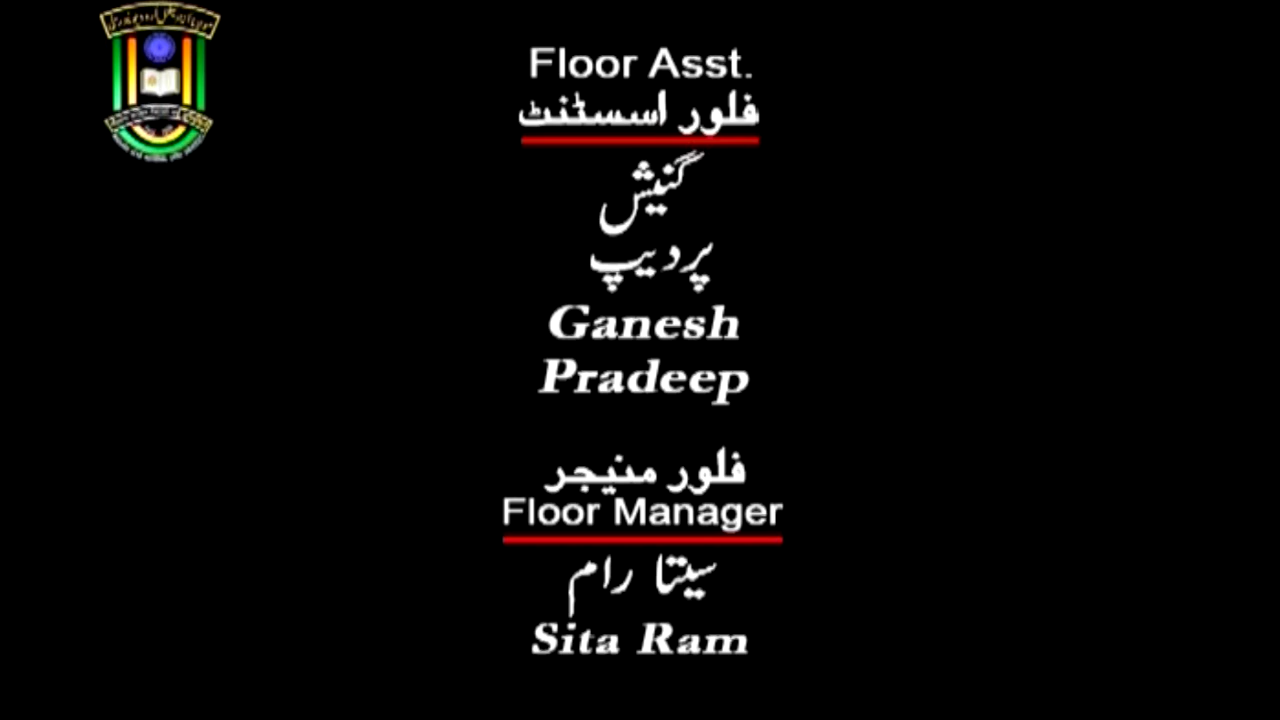 Floor Asst.
فلور اسسٹنٹ
گنیش
پردیپ
Ganesh
Pradeep
فلور منیجر
Floor Manager
سیتا رام
Sita Ram